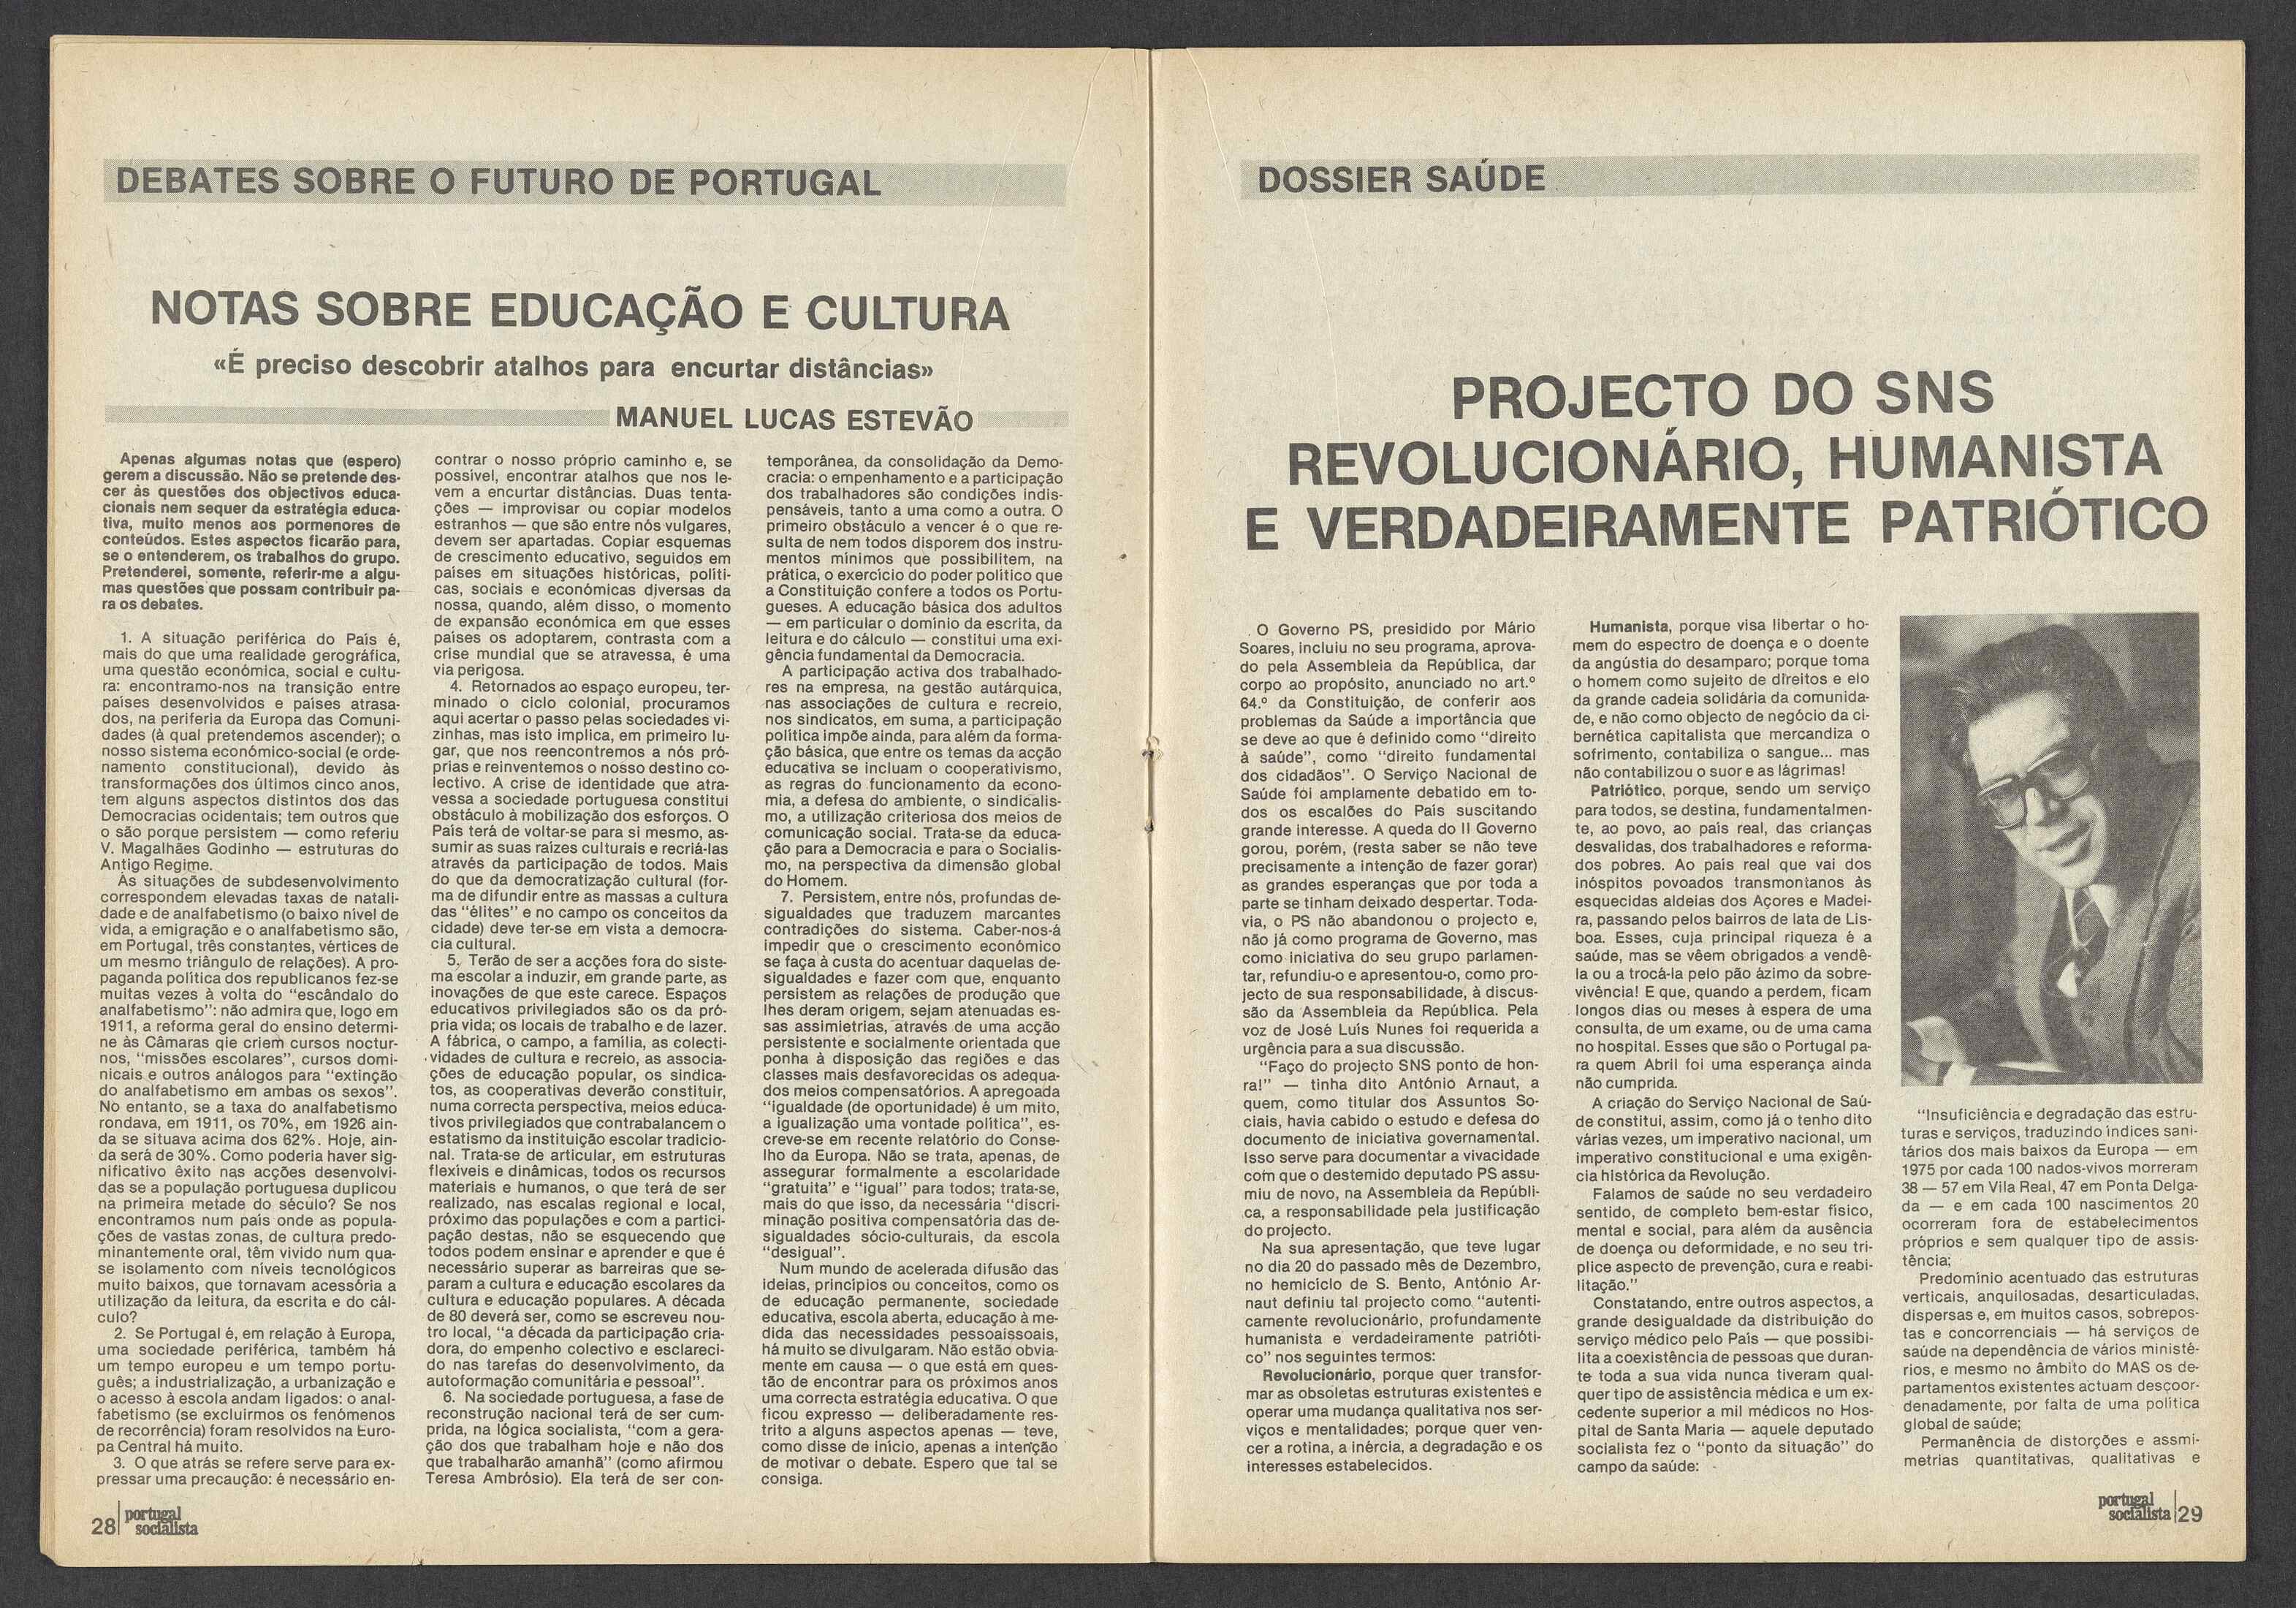 DEBATES SOBRE O FUTURO DE PORTUGAL
NOTAS SOBRE EDUCAÇÃO E CULTURA
«É preciso descobrir atalhos para encurtar distâncias»
MANUEL LUCAS ESTEVÃO
Apenas algumas notas que (espero)
gerem a discussão. Não se pretende des-
cer às questões dos objectivos educa-
cionais nem sequer da estratégia educa-
tiva, muito menos aos pormenores de
conteúdos. Estes aspectos ficarão para,
se o entenderem, os trabalhos do grupo.
Pretenderei, somente, referir-me a algu-
mas questões que possam contribuir pa-
ra os debates.
1. A situação periférica do País é,
mais do que uma realidade gerográfica,
uma questão económica, social e cultu-
ra: encontramo-nos na transição entre
países desenvolvidos e países atrasa-
dos, na periferia da Europa das Comuni-
dades (à qual pretendemos ascender); o
nosso sistema económico-social (e orde-
namento constitucional), devido às
transformações dos últimos cinco anos,
tem alguns aspectos distintos dos das
Democracias ocidentais; tem outros que
o são porque persistem — como referiu
V. Magalhães Godinho — estruturas do
Antigo Regime.
Às situações de subdesenvolvimento
correspondem elevadas taxas de natali-
dade e de analfabetismo (o baixo nível de
vida, a emigração e o analfabetismo são,
em Portugal, três constantes, vértices de
um mesmo triângulo de relações). A pro-
paganda política dos republicanos fez-se
muitas vezes à volta do "escândalo do
analfabetismo": não admira que, logo em
1911, a reforma geral do ensino determi-
ne às Câmaras qie criem cursos noctur-
nos, "missões escolares", cursos domi-
nicais e outros análogos para "extinção
do analfabetismo em ambos os sexos".
No entanto, se a taxa do analfabetismo
rondava, em 1911, os 70%, em 1926 ain-
da se situava acima dos 62%. Hoje, ain-
da será de 30%. Como poderia haver sig-
nificativo êxito nas acções desenvolvi-
das se a população portuguesa duplicou
na primeira metade do século? Se nos
encontramos num país onde as popula-
ções de vastas zonas, de cultura predo-
minantemente oral, têm vivido num qua-
se isolamento com níveis tecnológicos
muito baixos, que tornavam acessória a
utilização da leitura, da escrita e do cál-
culo?
2. Se Portugal é, em relação à Europa,
uma sociedade periférica, também há
um tempo europeu e um tempo portu-
guês; a industrialização, a urbanização e
o acesso à escola andam ligados: o anal-
fabetismo (se excluirmos os fenómenos
de recorrência) foram resolvidos na Euro-
pa Central há muito.
3. O que atrás se refere serve para ex-
pressar uma precaução: é necessário en-
contrar o nosso próprio caminho e, se
possível, encontrar atalhos que nos le-
vem a encurtar distâncias. Duas tenta-
ções — improvisar ou copiar modelos
estranhos — que são entre nós vulgares,
devem ser apartadas. Copiar esquemas
de crescimento educativo, seguidos em
países em situações históricas, políti-
cas, sociais e económicas diversas da
nossa, quando, além disso, o momento
de expansão económica em que esses
países os adoptarem, contrasta com a
crise mundial que se atravessa, é uma
via perigosa.
4. Retornados ao espaço europeu, ter-
minado o ciclo colonial, procuramos
aqui acertar o passo pelas sociedades vi-
zinhas, mas isto implica, em primeiro lu-
gar, que nos reencontremos a nós pró-
prias e reinventemos o nosso destino co-
lectivo. A crise de identidade que atra-
vessa a sociedade portuguesa constitui
obstáculo à mobilização dos esforços. O
País terá de voltar-se para si mesmo, as-
sumir as suas raízes culturais e recriá-las
através da participação de todos. Mais
do que da democratização cultural (for-
ma de difundir entre as massas a cultura
das "élites" e no campo os conceitos da
cidade) deve ter-se em vista a democra-
cia cultural.
5. Terão de ser a acções fora do siste-
ma escolar a induzir, em grande parte, as
inovações de que este carece. Espaços
educativos privilegiados são os da pró-
pria vida; os locais de trabalho e de lazer.
A fábrica, o campo, a família, as colecti-
vidades de cultura e recreio, as associa-
ções de educação popular, os sindica-
tos, as cooperativas deverão constituir,
numa correcta perspectiva, meios educa-
tivos privilegiados que contrabalancem o
estatismo da instituição escolar tradicio-
nal. Trata-se de articular, em estruturas
flexíveis e dinâmicas, todos os recursos
materiais e humanos, o que terá de ser
realizado, nas escalas regional e local,
próximo das populações e com a partici-
pação destas, não se esquecendo que
todos podem ensinar e aprender e que é
necessário superar as barreiras que se-
param a cultura e educação escolares da
cultura e educação populares. A década
de 80 deverá ser, como se escreveu nou-
tro local, "a década da participação cria-
dora, do empenho colectivo e esclareci-
do nas tarefas do desenvolvimento, da
autoformação comunitária e pessoal".
6. Na sociedade portuguesa, a fase de
reconstrução nacional terá de ser cum-
prida, na lógica socialista, "com a gera-
ção dos que trabalham hoje e não dos
que trabalharão amanhã" (como afirmou
Teresa Ambrósio). Ela terá de ser con-
temporânea, da consolidação da Demo-
cracia: o empenhamento e a participação
dos trabalhadores são condições indis-
pensáveis, tanto a uma como a outra. O
primeiro obstáculo a vencer é o que re-
sulta de nem todos disporem dos instru-
mentos mínimos que possibilitem, na
prática, o exercício do poder político que
a Constituição confere a todos os Portu-
gueses. A educação básica dos adultos
— em particular o domínio da escrita, da
leitura e do cálculo — constitui uma exi-
gência fundamental da Democracia.
A participação activa dos trabalhado-
res na empresa, na gestão autárquica,
nas associações de cultura e recreio,
nos sindicatos, em suma, a participação
política impõe ainda, para além da forma-
ção básica, que entre os temas da acção
educativa se incluam o cooperativismo,
as regras do funcionamento da econo-
mia, a defesa do ambiente, o sindicalis-
mo, a utilização criteriosa dos meios de
comunicação social. Trata-se da educa-
ção para a Democracia e para o Socialis-
mo, na perspectiva da dimensão global
do Homem.
7. Persistem, entre nós, profundas de-
sigualdades que traduzem marcantes
contradições do sistema. Caber-nos-á
impedir que o crescimento económico
se faça à custa do acentuar daquelas de-
sigualdades e fazer com que, enquanto
persistem as relações de produção que
lhes deram origem, sejam atenuadas es-
sas assimietrias, através de uma acção
persistente e socialmente orientada que
ponha à disposição das regiões e das
classes mais desfavorecidas os adequa-
dos meios compensatórios. A apregoada
"igualdade (de oportunidade) é um mito,
a igualização uma vontade política", es-
creve-se em recente relatório do Conse-
lho da Europa. Não se trata, apenas, de
assegurar formalmente a escolaridade
"gratuita" e "igual" para todos; trata-se,
mais do que isso, da necessária "discri-
minação positiva compensatória das de-
sigualdades sócio-culturais, da escola
"desigual".
Num mundo de acelerada difusão das
ideias, princípios ou conceitos, como os
de educação permanente, sociedade
educativa, escola aberta, educação à me-
dida das necessidades pessoaissoais,
há muito se divulgaram. Não estão obvia-
mente em causa — o que está em ques-
tão de encontrar para os próximos anos
uma correcta estratégia educativa. O que
ficou expresso — deliberadamente res-
trito a alguns aspectos apenas — teve,
como disse de início, apenas a intenção
de motivar o debate. Espero que tal se
consiga.
28 portugal
socialista
DOSSIER SAÚDE
PROJECTO DO SNS
REVOLUCIONÁRIO, HUMANISTA
E VERDADEIRAMENTE PATRIÓTICO
O Governo PS, presidido por Mário
Soares, incluiu no seu programa, aprova-
do pela Assembleia da República, dar
corpo ao propósito, anunciado no art.º
64.º da Constituição, de conferir aos
problemas da Saúde a importância que
se deve ao que é definido como "direito
à saúde", como "direito fundamental
dos cidadãos". O Serviço Nacional de
Saúde foi amplamente debatido em to-
dos os escalões do País suscitando
grande interesse. A queda do II Governo
gorou, porém, (resta saber se não teve
precisamente a intenção de fazer gorar)
as grandes esperanças que por toda a
parte se tinham deixado despertar. Toda-
via, o PS não abandonou o projecto e,
não já como programa de Governo, mas
como iniciativa do seu grupo parlamen-
tar, refundiu-o e apresentou-o, como pro-
jecto de sua responsabilidade, à discus-
são da Assembleia da República. Pela
voz de José Luís Nunes foi requerida a
urgência para a sua discussão.
"Faço do projecto SNS ponto de hon-
ra!" — tinha dito António Arnaut, a
quem, como titular dos Assuntos So-
ciais, havia cabido o estudo e defesa do
documento de iniciativa governamental.
Isso serve para documentar a vivacidade
com que o destemido deputado PS assu-
miu de novo, na Assembleia da Repúbli-
ca, a responsabilidade pela justificação
do projecto.
Na sua apresentação, que teve lugar
no dia 20 do passado mês de Dezembro,
no hemiciclo de S. Bento, António Ar-
naut definiu tal projecto como "autenti-
camente revolucionário, profundamente
humanista e verdadeiramente patrióti-
co" nos seguintes termos:
Revolucionário, porque quer transfor-
mar as obsoletas estruturas existentes e
operar uma mudança qualitativa nos ser-
viços e mentalidades; porque quer ven-
cer a rotina, a inércia, a degradação e os
interesses estabelecidos.
Humanista, porque visa libertar o ho-
mem do espectro de doença e o doente
da angústia do desamparo; porque toma
o homem como sujeito de direitos e elo
da grande cadeia solidária da comunida-
de, e não como objecto de negócio da ci-
bernética capitalista que mercandiza o
sofrimento, contabiliza o sangue... mas
não contabilizou o suor e as lágrimas!
Patriótico, porque, sendo um serviço
para todos, se destina, fundamentalmen-
te, ao povo, ao país real, das crianças
desvalidas, dos trabalhadores e reforma-
dos pobres. Ao país real que vai dos
inóspitos povoados transmontanos às
esquecidas aldeias dos Açores e Madei-
ra, passando pelos bairros de lata de Lis-
boa. Esses, cuja principal riqueza é a
saúde, mas se vêem obrigados a vendê-
la ou a trocá-la pelo pão ázimo da sobre-
vivência! E que, quando a perdem, ficam
longos dias ou meses à espera de uma
consulta, de um exame, ou de uma cama
no hospital. Esses que são o Portugal pa-
ra quem Abril foi uma esperança ainda
não cumprida.
A criação do Serviço Nacional de Saú-
de constitui, assim, como já o tenho dito
várias vezes, um imperativo nacional, um
imperativo constitucional e uma exigên-
cia histórica da Revolução.
Falamos de saúde no seu verdadeiro
sentido, de completo bem-estar físico,
mental e social, para além da ausência
de doença ou deformidade, e no seu tri-
plice aspecto de prevenção, cura e reabi-
litação."
Constatando, entre outros aspectos, a
grande desigualdade da distribuição do
serviço médico pelo País — que possibi-
lita a coexistência de pessoas que duran-
te toda a sua vida nunca tiveram qual-
quer tipo de assistência médica e um ex-
cedente superior a mil médicos no Hos-
pital de Santa Maria — aquele deputado
socialista fez o "ponto da situação" do
campo da saúde:
"Insuficiência e degradação das estru-
turas e serviços, traduzindo índices sani-
tários dos mais baixos da Europa — em
1975 por cada 100 nados-vivos morreram
38 — 57 em Vila Real, 47 em Ponta Delga-
da — e em cada 100 nascimentos 20
ocorreram fora de estabelecimentos
próprios e sem qualquer tipo de assis-
tência;
Predomínio acentuado das estruturas
verticais, anquilosadas, desarticuladas,
dispersas e, em muitos casos, sobrepos-
tas e concorrenciais — há serviços de
saúde na dependência de vários ministé-
rios, e mesmo no âmbito do MAS os de-
partamentos existentes actuam descoor-
denadamente, por falta de uma política
global de saúde;
Permanência de distorções e assmi-
metrias quantitativas, qualitativas e
portugal
socialista 29